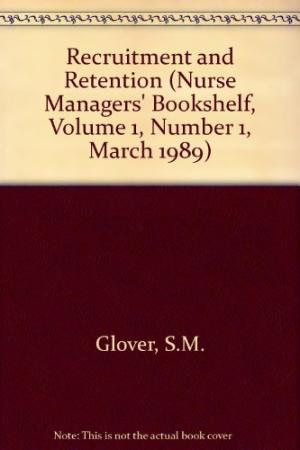 Recruitment and
Retention (Nurse
Managers' Bookshelf,
Volume 1, Number 1,
March 1989)
Glover, S.M.
Note: This is not the actual book cover